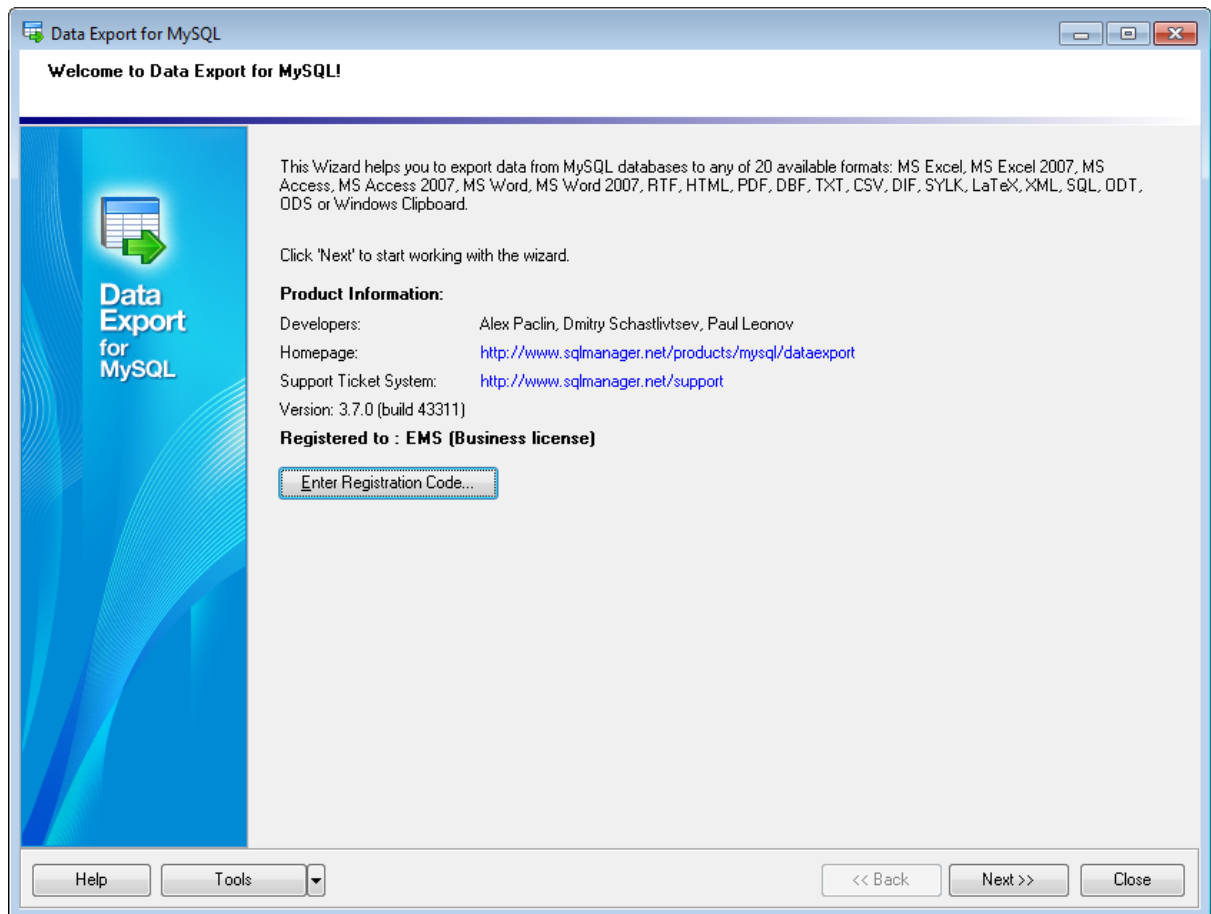 Data Export for MySQL
Welcome to Data Export for MySQL!
This Wizard helps you to export data from MySQL databases to any of 20 available formats: MS Excel, MS Excel 2007, MS
Access, MS Access 2007, MS Word, MS Word 2007, RTF, HTML, PDF, DBF, TXT, CSV, DIF, SYLK, LaTeX, XML, SQL, ODT,
ODS or Windows Clipboard.
Click 'Next' to start working with the wizard.
Data
Export
for
MySQL
Product Information:
Developers: Alex Paclin, Dmitry Schastlivtsev, Paul Leonov
Homepage: http://www.sqlmanager.net/products/mysql/dataexport
Support Ticket System: http://www.sqlmanager.net/support
Version: 3.7.0 (build 43311)
Registered to : EMS (Business license)
Enter Registration Code...
Help Tools << Back Next >> Close